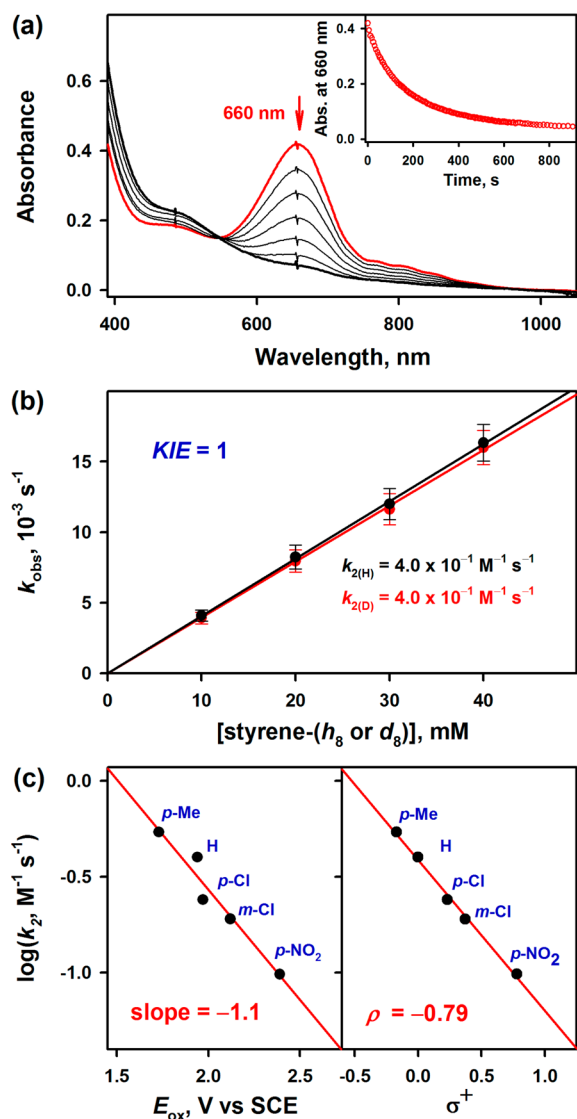 (a)
Absorbance
0.6
0.4
0.2
0.0
660 nm
Abs. at 660 nm
0.4
0.2
0.0
0 200 400 600 800
Time, s
400 600 800 1000
Wavelength, nm
(b)
k_obs, 10⁻³ s⁻¹
15
10
5
0
KIE = 1
k₂(H) = 4.0 x 10⁻¹ M⁻¹ s⁻¹
k₂(D) = 4.0 x 10⁻¹ M⁻¹ s⁻¹
0 10 20 30 40
[styrene-(h₈ or d₈)], mM
(c)
log(k₂, M⁻¹ s⁻¹)
0.0
-0.5
-1.0
p-Me
H
p-Cl
m-Cl
p-NO₂
slope = −1.1
1.5 2.0 2.5
E_ox, V vs SCE
p-Me
H
p-Cl
m-Cl
p-NO₂
ρ = −0.79
-0.5 0.0 0.5 1.0
σ⁺